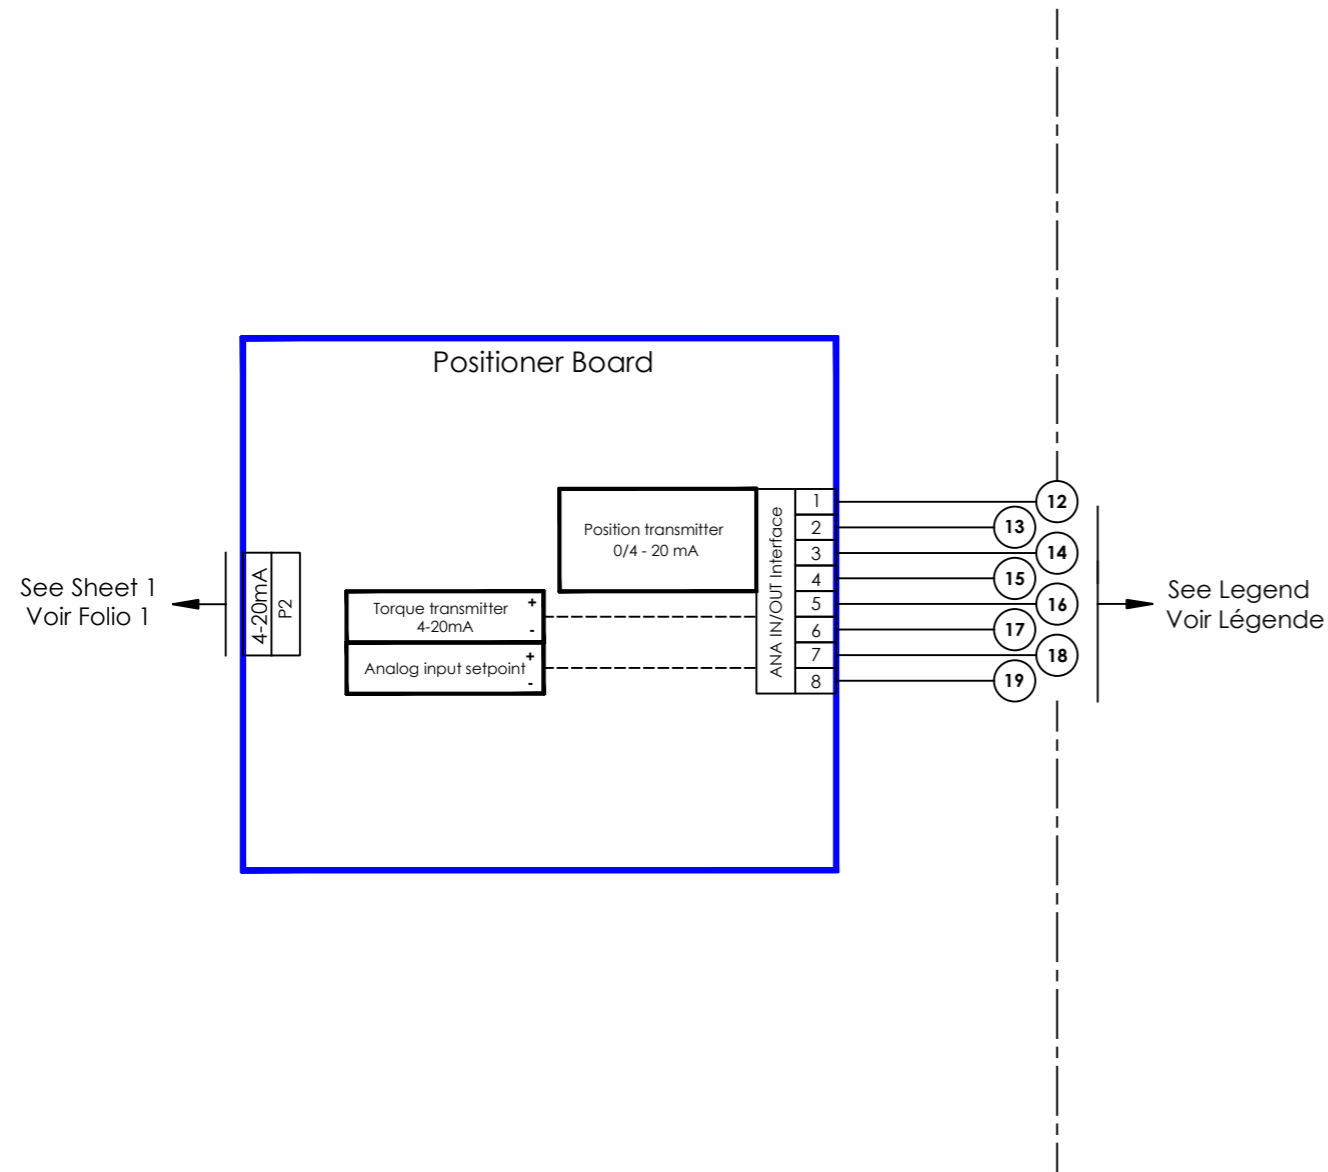 Positioner Board
Position transmitter
0/4 - 20 mA
ANA IN/OUT Interface
1
2
3
4
5
6
7
8
12
13
14
15
16
17
18
19
See Sheet 1
Voir Folio 1
4-20mA
P2
Torque transmitter +
4-20mA -
Analog input setpoint +
-
See Legend
Voir Légende